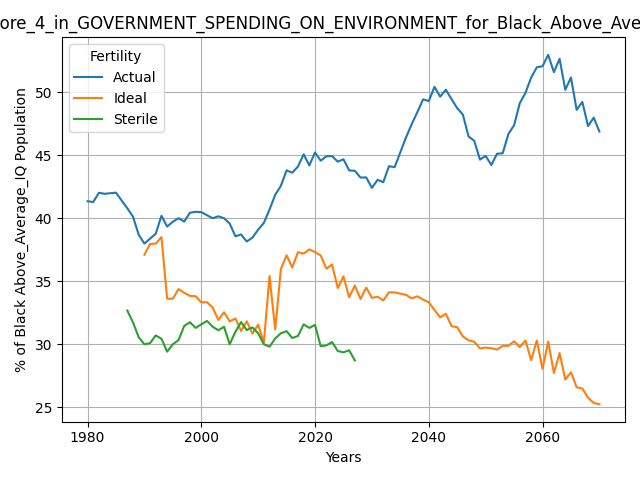 ore_4_in_GOVERNMENT_SPENDING_ON_ENVIRONMENT_for_Black_Above_Ave
Fertility
Actual
Ideal
Sterile
% of Black Above_Average_IQ Population
50
45
40
35
30
25
1980
2000
2020
2040
2060
Years